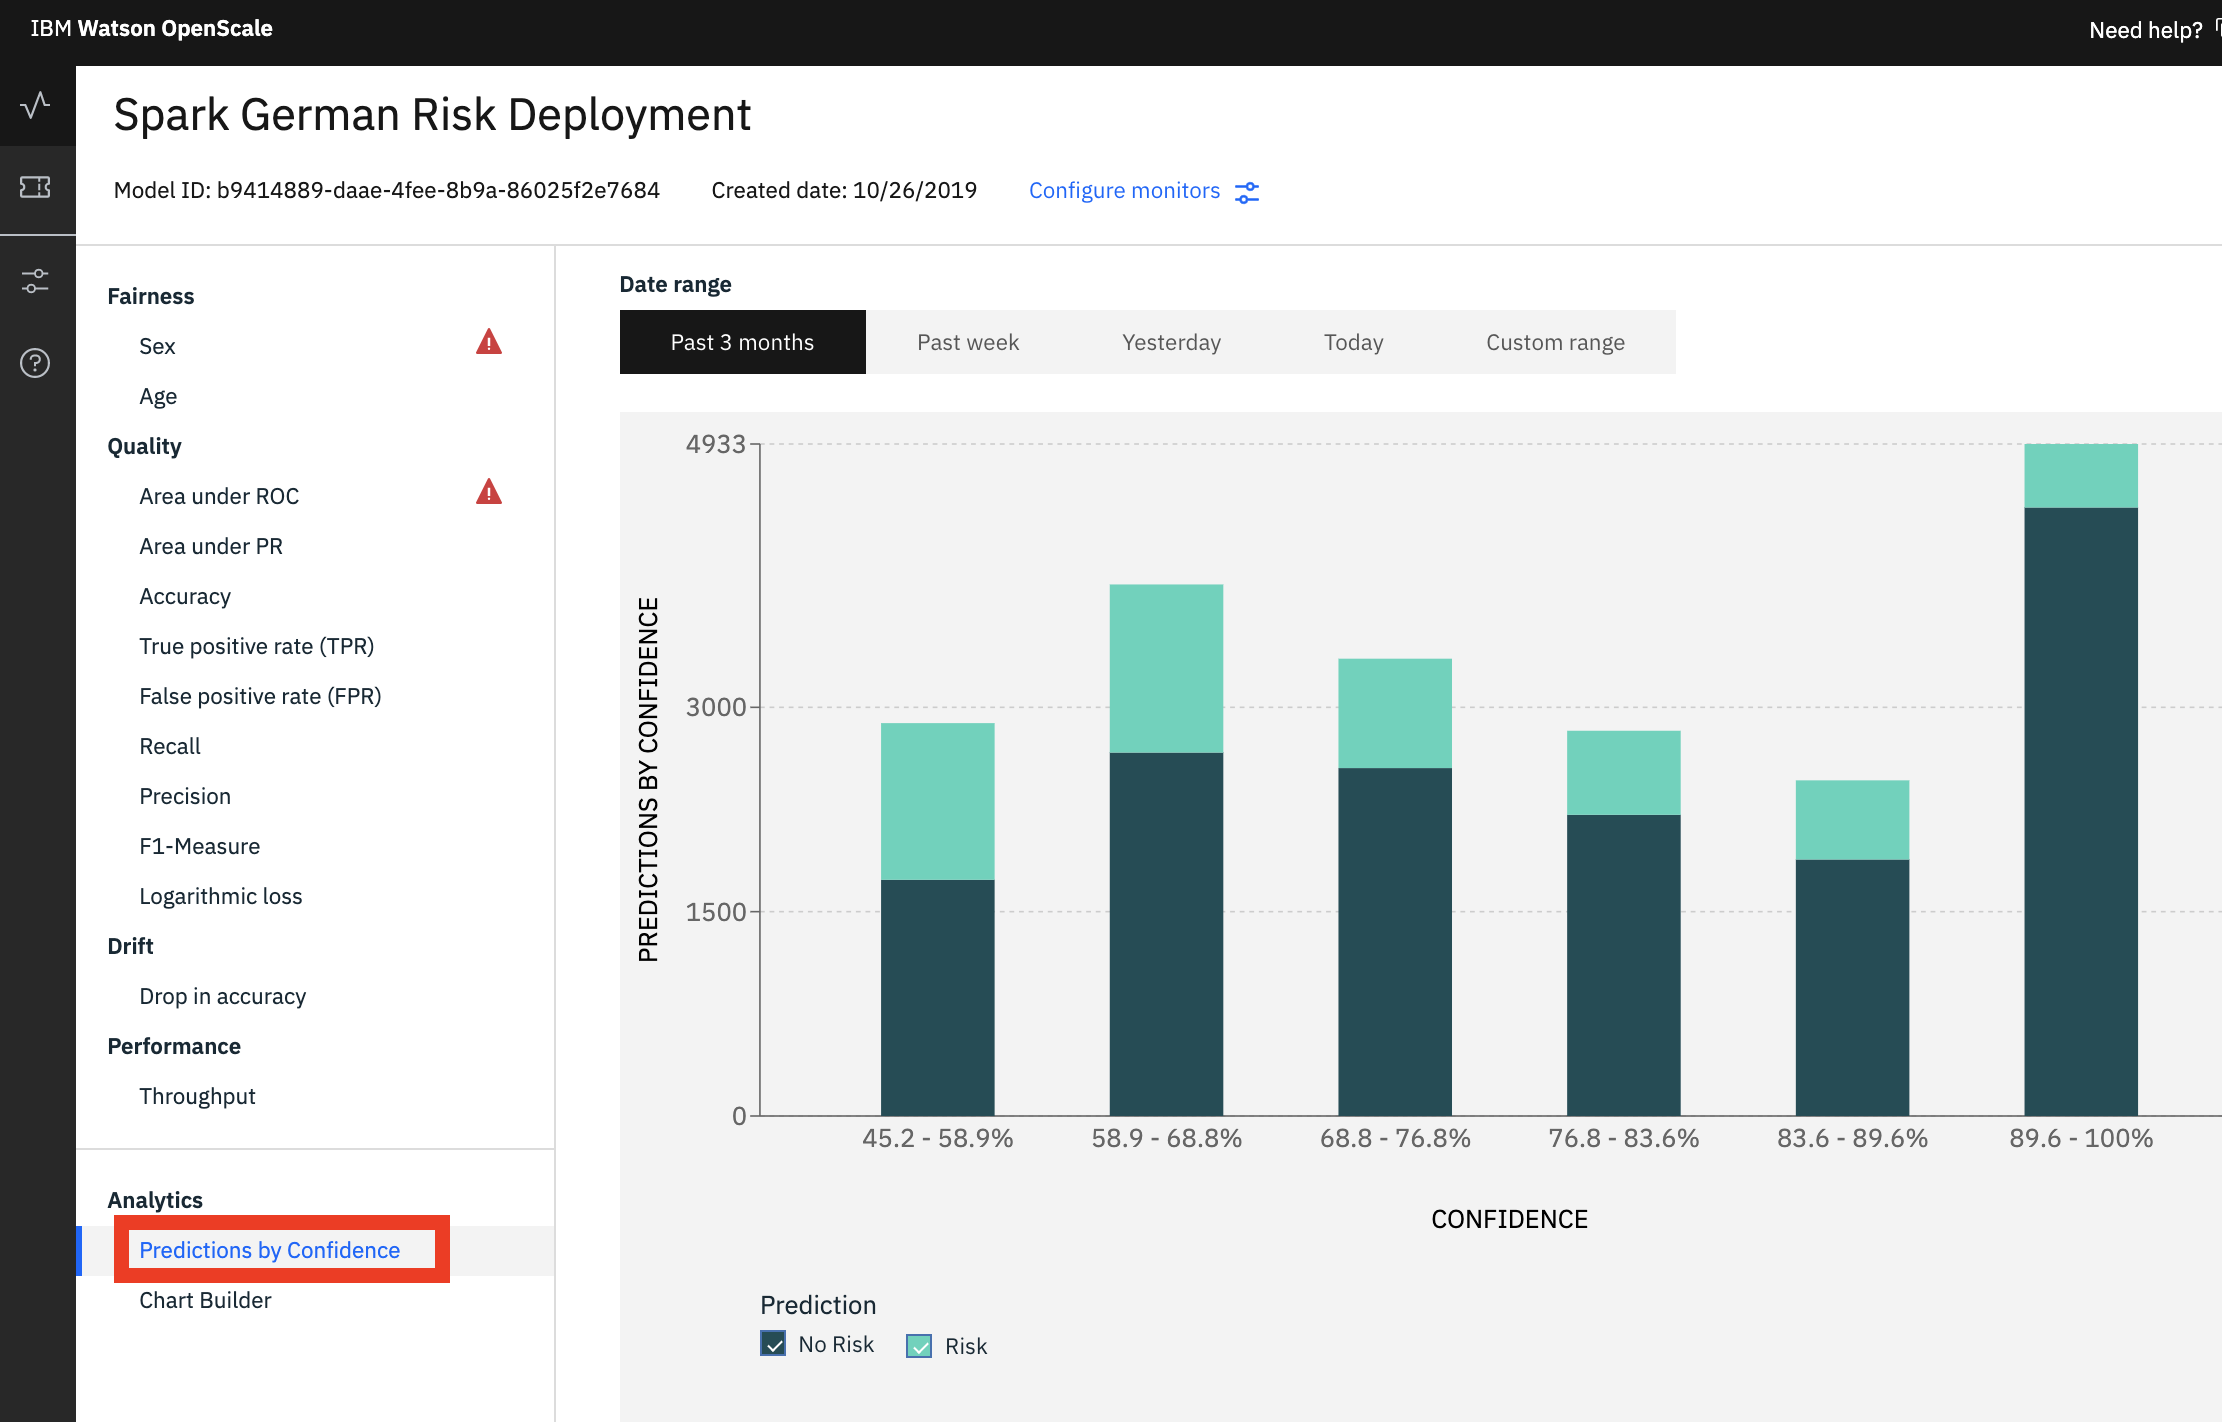 IBM Watson OpenScale
Need help?
Spark German Risk Deployment
Model ID: b9414889-daae-4fee-8b9a-86025f2e7684
Created date: 10/26/2019
Configure monitors
Fairness
Sex
Age
Quality
Area under ROC
Area under PR
Accuracy
True positive rate (TPR)
False positive rate (FPR)
Recall
Precision
F1-Measure
Logarithmic loss
Drift
Drop in accuracy
Performance
Throughput
Analytics
Predictions by Confidence
Chart Builder
Date range
Past 3 months
Past week
Yesterday
Today
Custom range
PREDICTIONS BY CONFIDENCE
4933
3000
1500
0
45.2 - 58.9%
58.9 - 68.8%
68.8 - 76.8%
76.8 - 83.6%
83.6 - 89.6%
89.6 - 100%
CONFIDENCE
Prediction
No Risk
Risk